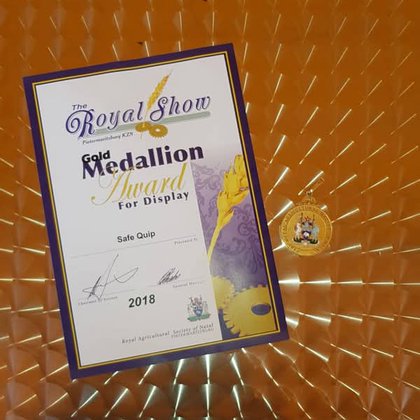 The
Royal Show
Pietermaritzburg KZN
Gold
Medallion
Award
For Display
Safe Quip
Presented to
2018
Royal Agricultural Society of Natal
PIETERMARITZBURG